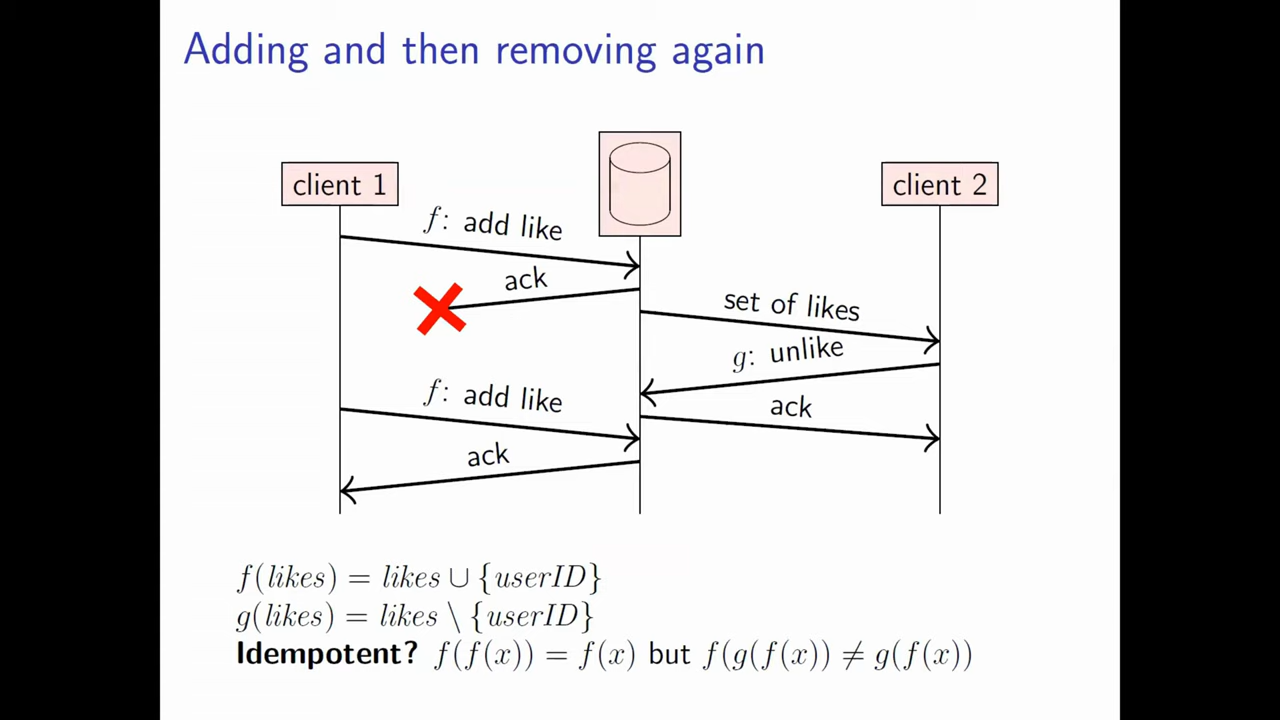 Adding and then removing again
client 1
client 2
f: add like
ack
set of likes
g: unlike
f: add like
ack
ack
f(likes) = likes ∪ {userID}
g(likes) = likes \ {userID}
Idempotent? f(f(x)) = f(x) but f(g(f(x)) ≠ g(f(x))